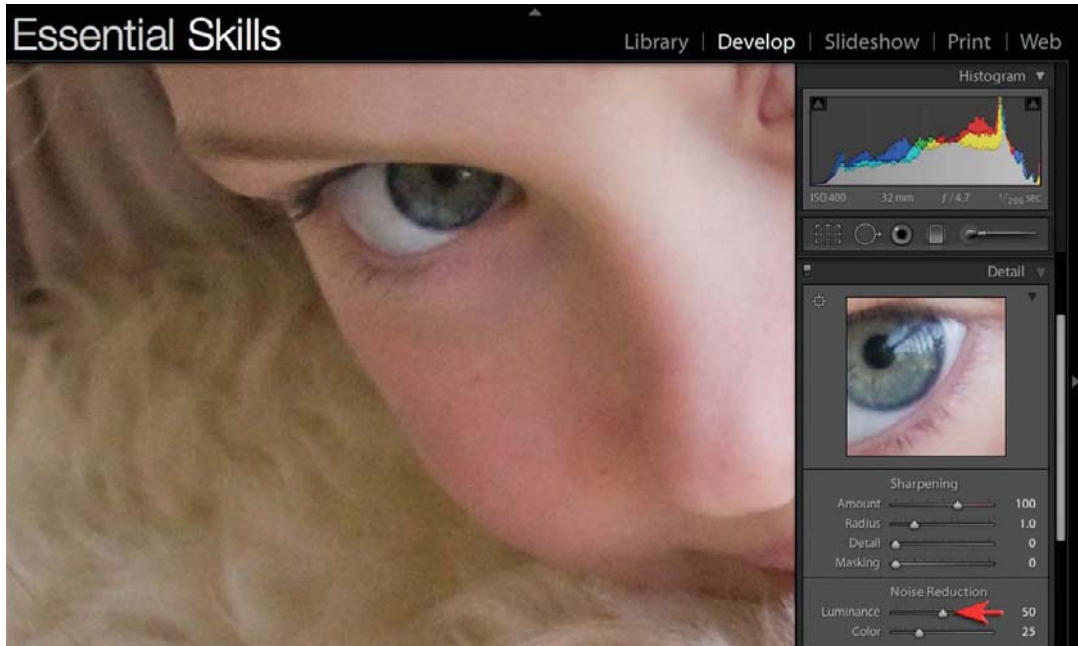 Essential Skills
Library | Develop | Slideshow | Print | Web
Histogram
ISO 400 32 mm ƒ / 4.7 1/200 sec
Detail
Sharpening
Amount 100
Radius 1.0
Detail 0
Masking 0
Noise Reduction
Luminance 50
Color 25